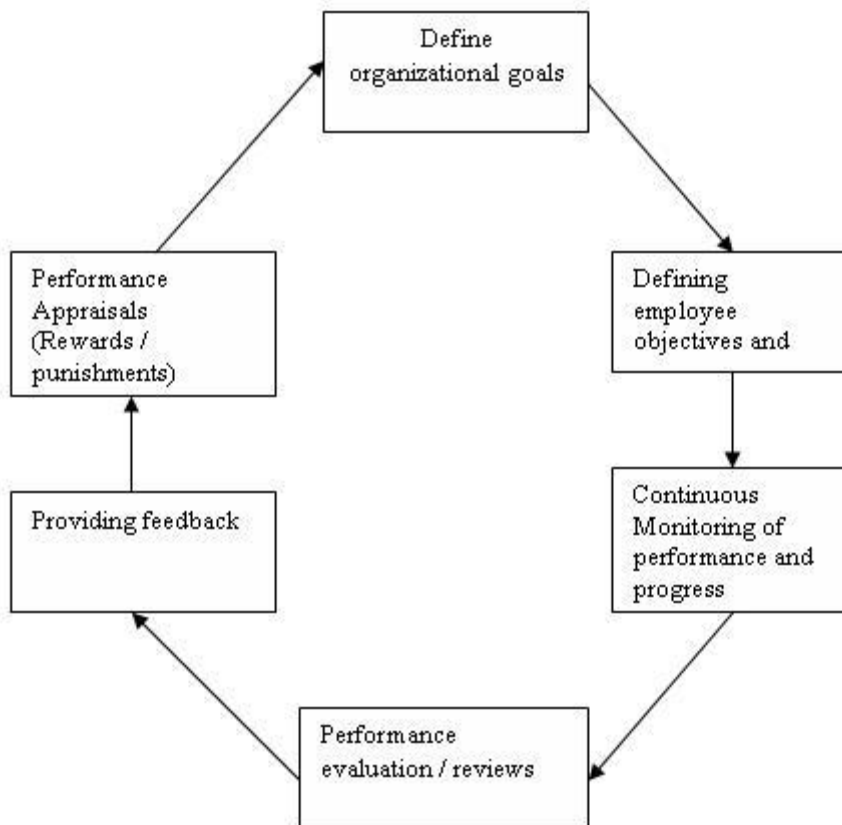 Define
organizational goals
Defining
employee
objectives and
Continuous
Monitoring of
performance and
progress
Performance
evaluation / reviews
Providing feedback
Performance
Appraisals
(Rewards /
punishments)